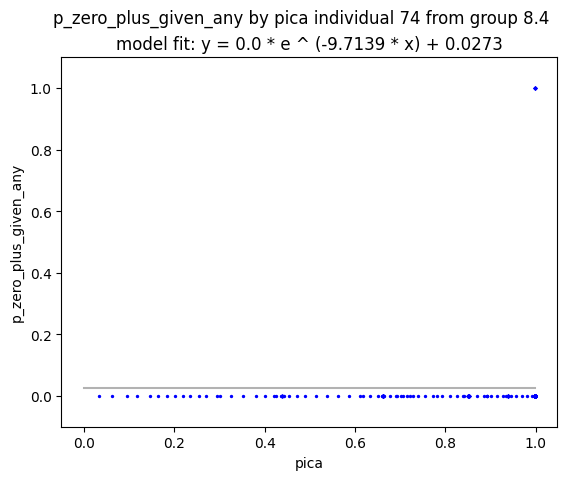 p_zero_plus_given_any by pica individual 74 from group 8.4
model fit: y = 0.0 * e ^ (-9.7139 * x) + 0.0273
1.0
0.8
0.6
0.4
0.2
0.0
p_zero_plus_given_any
0.0 0.2 0.4 0.6 0.8 1.0
pica